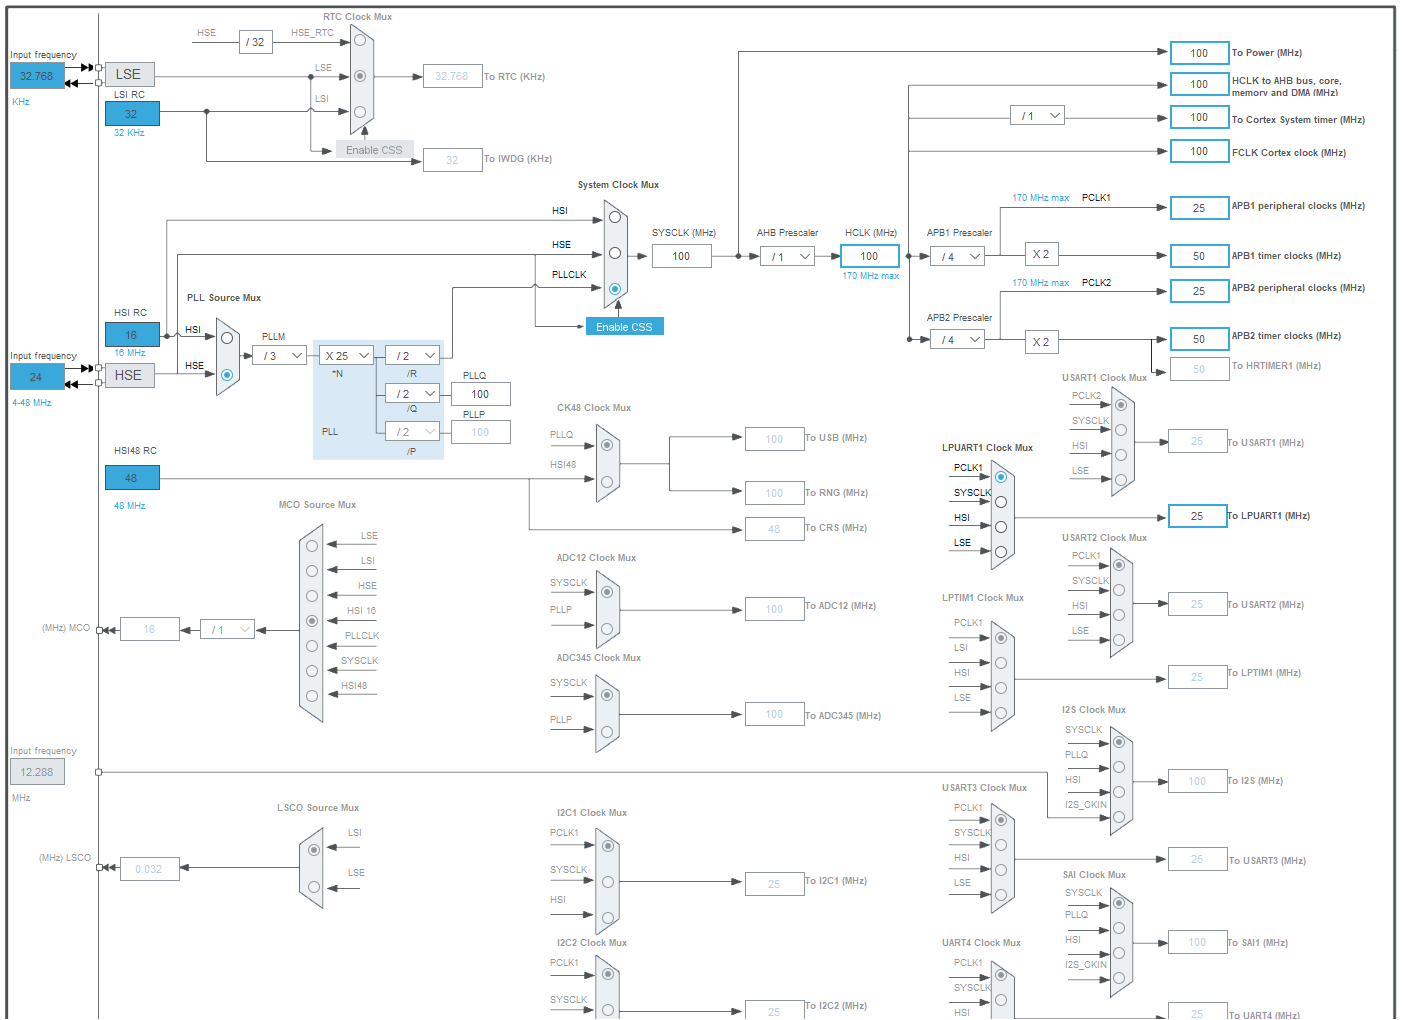 RTC Clock Mux
HSE
/ 32
HSE_RTC
Input frequency
32.768
KHz
LSE
LSE
32.768
To RTC (KHz)
LSI RC
32
32 KHz
LSI
Enable CSS
32
To IWDG (KHz)
100
To Power (MHz)
100
HCLK to AHB bus, core,
memory and DMA (MHz)
/ 1
100
To Cortex System timer (MHz)
100
FCLK Cortex clock (MHz)
System Clock Mux
HSI
HSE
PLLCLK
Enable CSS
SYSCLK (MHz)
100
AHB Prescaler
/ 1
HCLK (MHz)
100
170 MHz max
APB1 Prescaler
/ 4
170 MHz max
PCLK1
25
APB1 peripheral clocks (MHz)
X 2
50
APB1 timer clocks (MHz)
170 MHz max
PCLK2
25
APB2 peripheral clocks (MHz)
APB2 Prescaler
/ 4
X 2
50
APB2 timer clocks (MHz)
50
To HRTIMER1 (MHz)
PLL Source Mux
HSI RC
16
16 MHz
HSI
Input frequency
24
4-48 MHz
HSE
HSE
PLLM
/ 3
X 25
*N
/ 2
/R
/ 2
/Q
PLLQ
100
PLL
/ 2
/P
PLLP
100
HSI48 RC
48
48 MHz
CK48 Clock Mux
PLLQ
HSI48
100
To USB (MHz)
100
To RNG (MHz)
48
To CRS (MHz)
USART1 Clock Mux
PCLK2
SYSCLK
HSI
LSE
25
To USART1 (MHz)
LPUART1 Clock Mux
PCLK1
SYSCLK
HSI
LSE
25
To LPUART1 (MHz)
MCO Source Mux
LSE
LSI
HSE
HSI 16
PLLCLK
SYSCLK
HSI48
(MHz) MCO
16
/ 1
ADC12 Clock Mux
SYSCLK
PLLP
100
To ADC12 (MHz)
ADC345 Clock Mux
SYSCLK
PLLP
100
To ADC345 (MHz)
USART2 Clock Mux
PCLK1
SYSCLK
HSI
LSE
25
To USART2 (MHz)
LPTIM1 Clock Mux
PCLK1
LSI
HSI
LSE
25
To LPTIM1 (MHz)
I2S Clock Mux
SYSCLK
PLLQ
HSI
I2S_CKIN
100
To I2S (MHz)
Input frequency
12.288
MHz
LSCO Source Mux
LSI
LSE
(MHz) LSCO
0.032
I2C1 Clock Mux
PCLK1
SYSCLK
HSI
25
To I2C1 (MHz)
USART3 Clock Mux
PCLK1
SYSCLK
HSI
LSE
25
To USART3 (MHz)
SAI Clock Mux
SYSCLK
PLLQ
HSI
I2S_CKIN
100
To SAI1 (MHz)
I2C2 Clock Mux
PCLK1
SYSCLK
25
To I2C2 (MHz)
UART4 Clock Mux
PCLK1
SYSCLK
HSI
25
To UART4 (MHz)